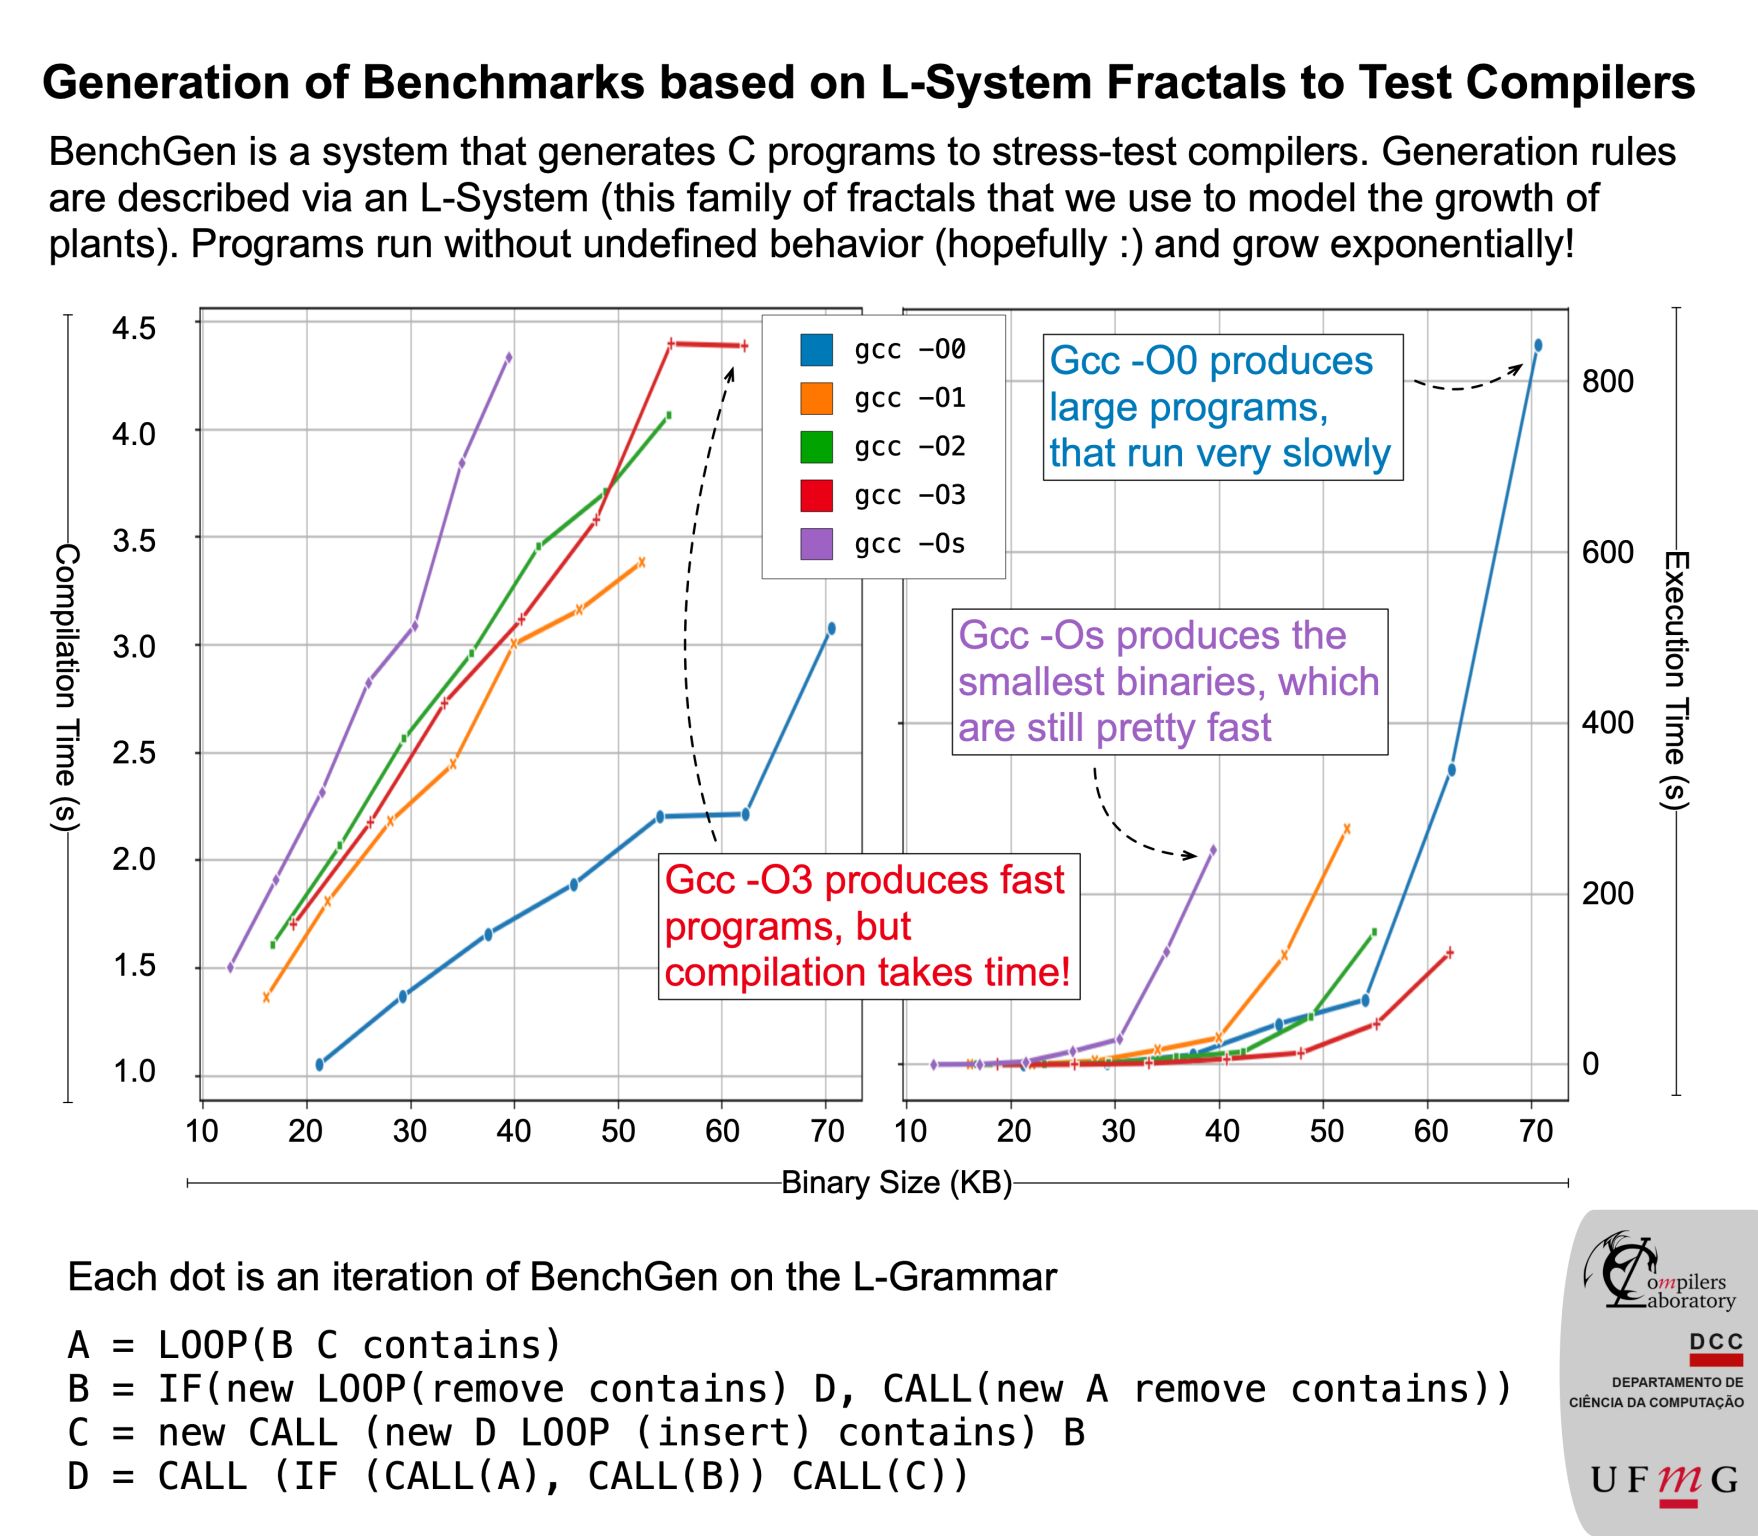 Generation of Benchmarks based on L-System Fractals to Test Compilers
BenchGen is a system that generates C programs to stress-test compilers. Generation rules
are described via an L-System (this family of fractals that we use to model the growth of
plants). Programs run without undefined behavior (hopefully :) and grow exponentially!
Compilation Time (s)
4.5
4.0
3.5
3.0
2.5
2.0
1.5
1.0
10 20 30 40 50 60 70
gcc -O0
gcc -O1
gcc -O2
gcc -O3
gcc -Os
Gcc -O3 produces fast
programs, but
compilation takes time!
Gcc -O0 produces
large programs,
that run very slowly
Gcc -Os produces the
smallest binaries, which
are still pretty fast
800
600
400
200
0
Execution Time (s)
10 20 30 40 50 60 70
Binary Size (KB)
Each dot is an iteration of BenchGen on the L-Grammar
A = LOOP(B C contains)
B = IF(new LOOP(remove contains) D, CALL(new A remove contains))
C = new CALL (new D LOOP (insert) contains) B
D = CALL (IF (CALL(A), CALL(B)) CALL(C))
Compilers
Laboratory
DCC
DEPARTAMENTO DE
CIÊNCIA DA COMPUTAÇÃO
UFmG